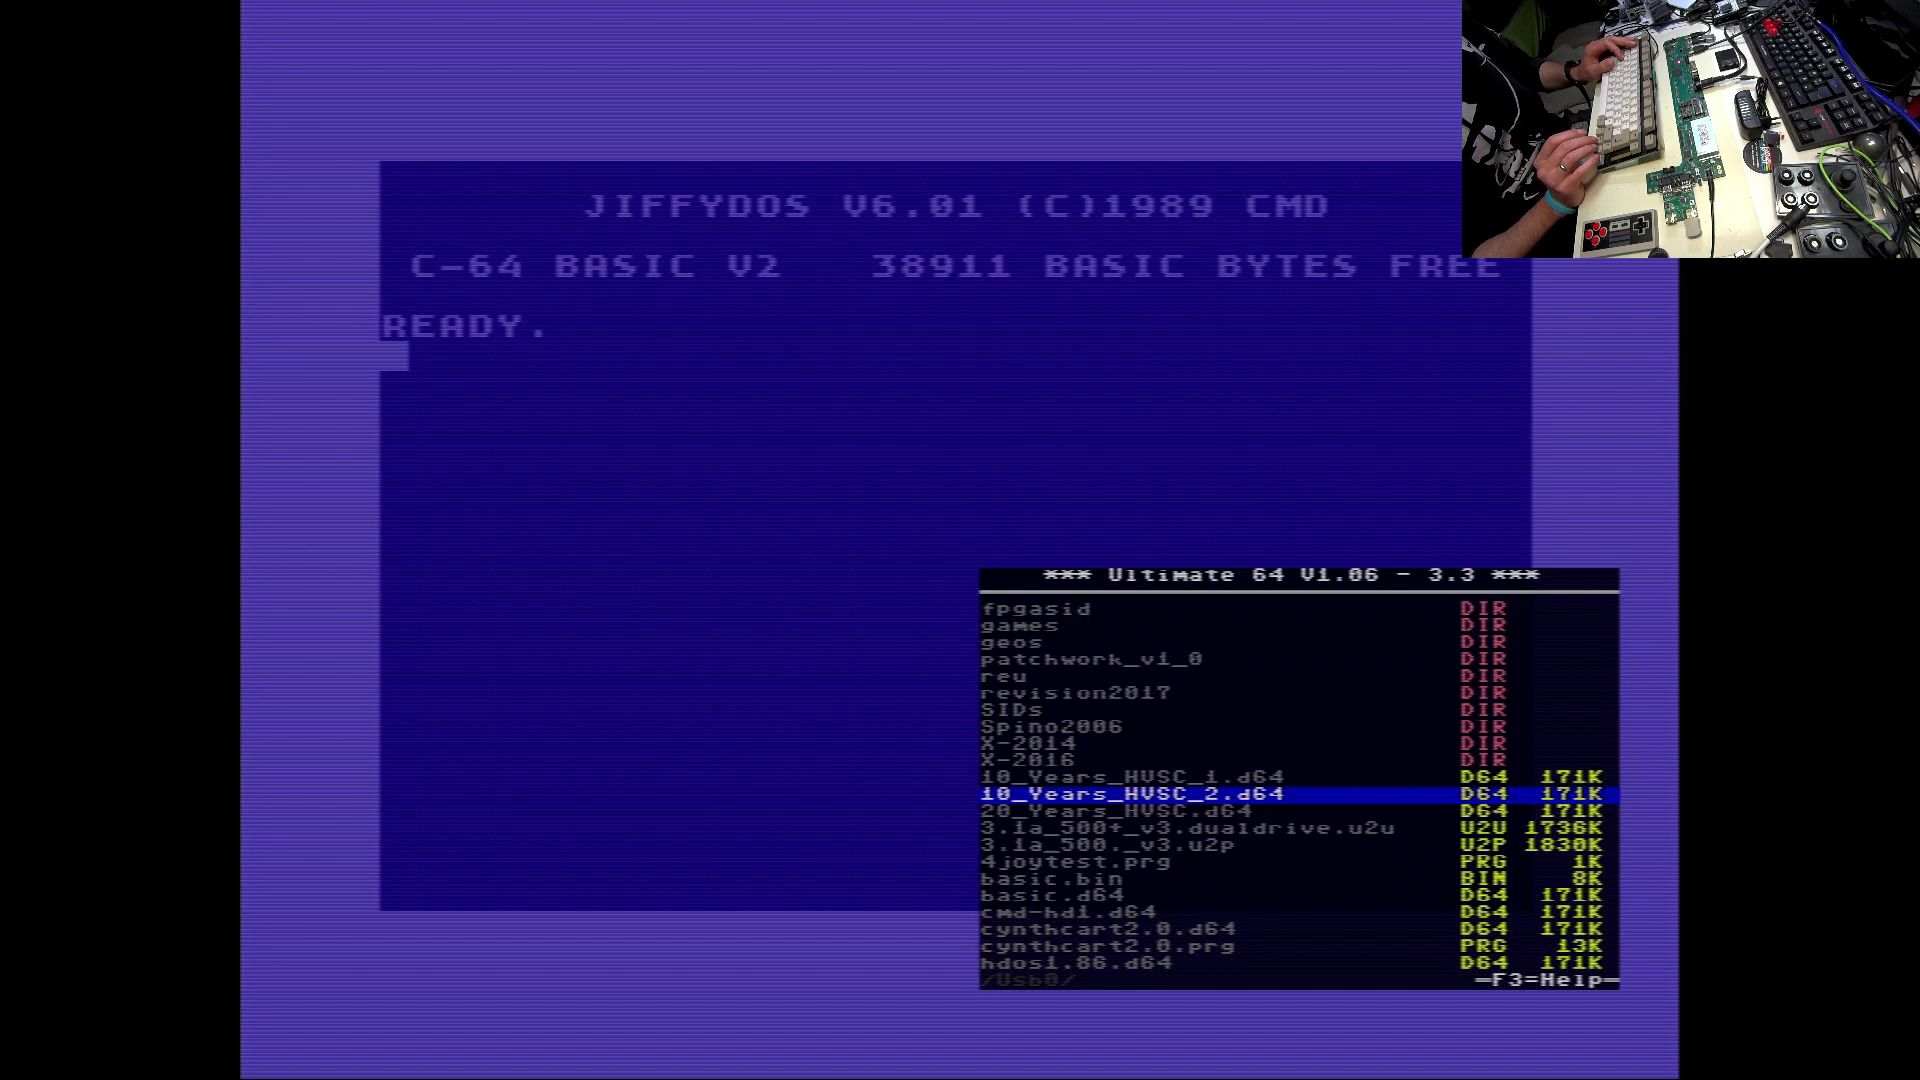 JIFFYDOS V6.01 (C)1989 CMD
C-64 BASIC V2   38911 BASIC BYTES FREE
READY.
*** Ultimate 64 V1.06 - 3.3 ***
fpgasid DIR
games DIR
geos DIR
patchwork_v1_0 DIR
reu DIR
revision2017 DIR
SIDs DIR
Spino2006 DIR
X-2014 DIR
X-2016 DIR
10_Years_HVSC_1.d64 D64 171K
10_Years_HVSC_2.d64 D64 171K
20_Years_HVSC.d64 D64 171K
3.1a_500+_v3.dualdrive.u2u U2U 1736K
3.1a_500._v3.u2p U2P 1830K
4joytest.prg PRG 1K
basic.bin BIN 8K
basic.d64 D64 171K
cmd-hd1.d64 D64 171K
cynthcart2.0.d64 D64 171K
cynthcart2.0.prg PRG 13K
hdos1.86.d64 D64 171K
/Usb0/ F3=Help